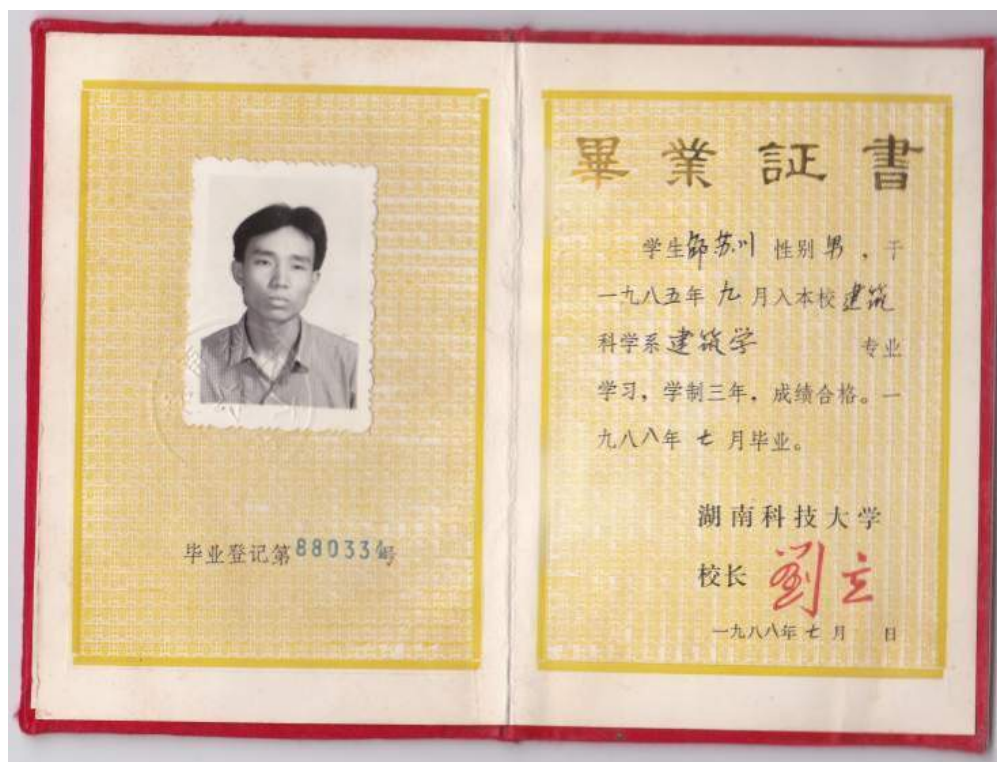 毕业登记第88033号
畢業証書
学生邹苏川 性别男，于
一九八五年九月入本校建筑
科学系建筑学 专业
学习，学制三年，成绩合格。一
九八八年七月毕业。
湖南科技大学
校长 劉立
一九八八年七月 日